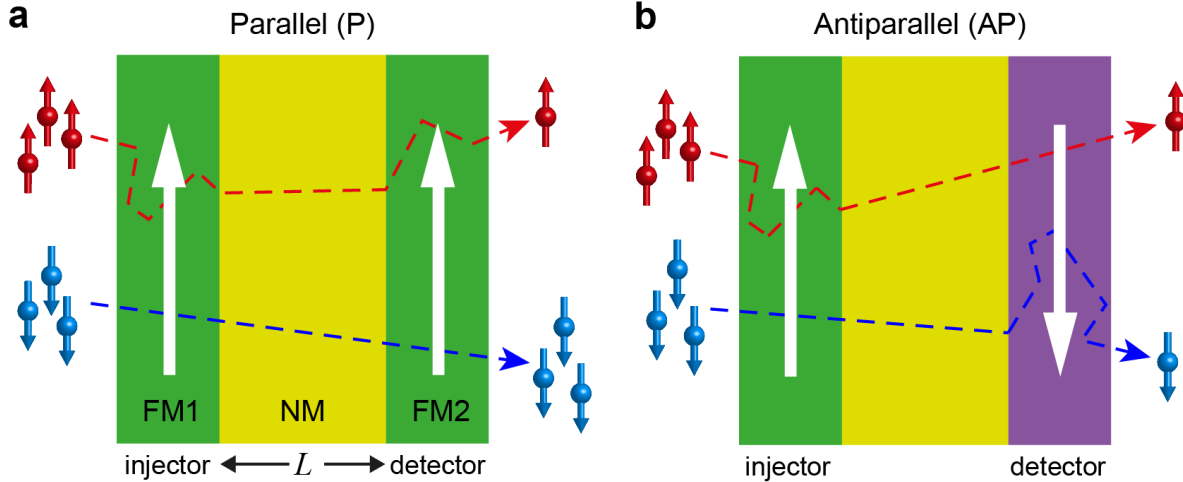 a
Parallel (P)
FM1
NM
FM2
injector
L
detector
b
Antiparallel (AP)
injector
detector